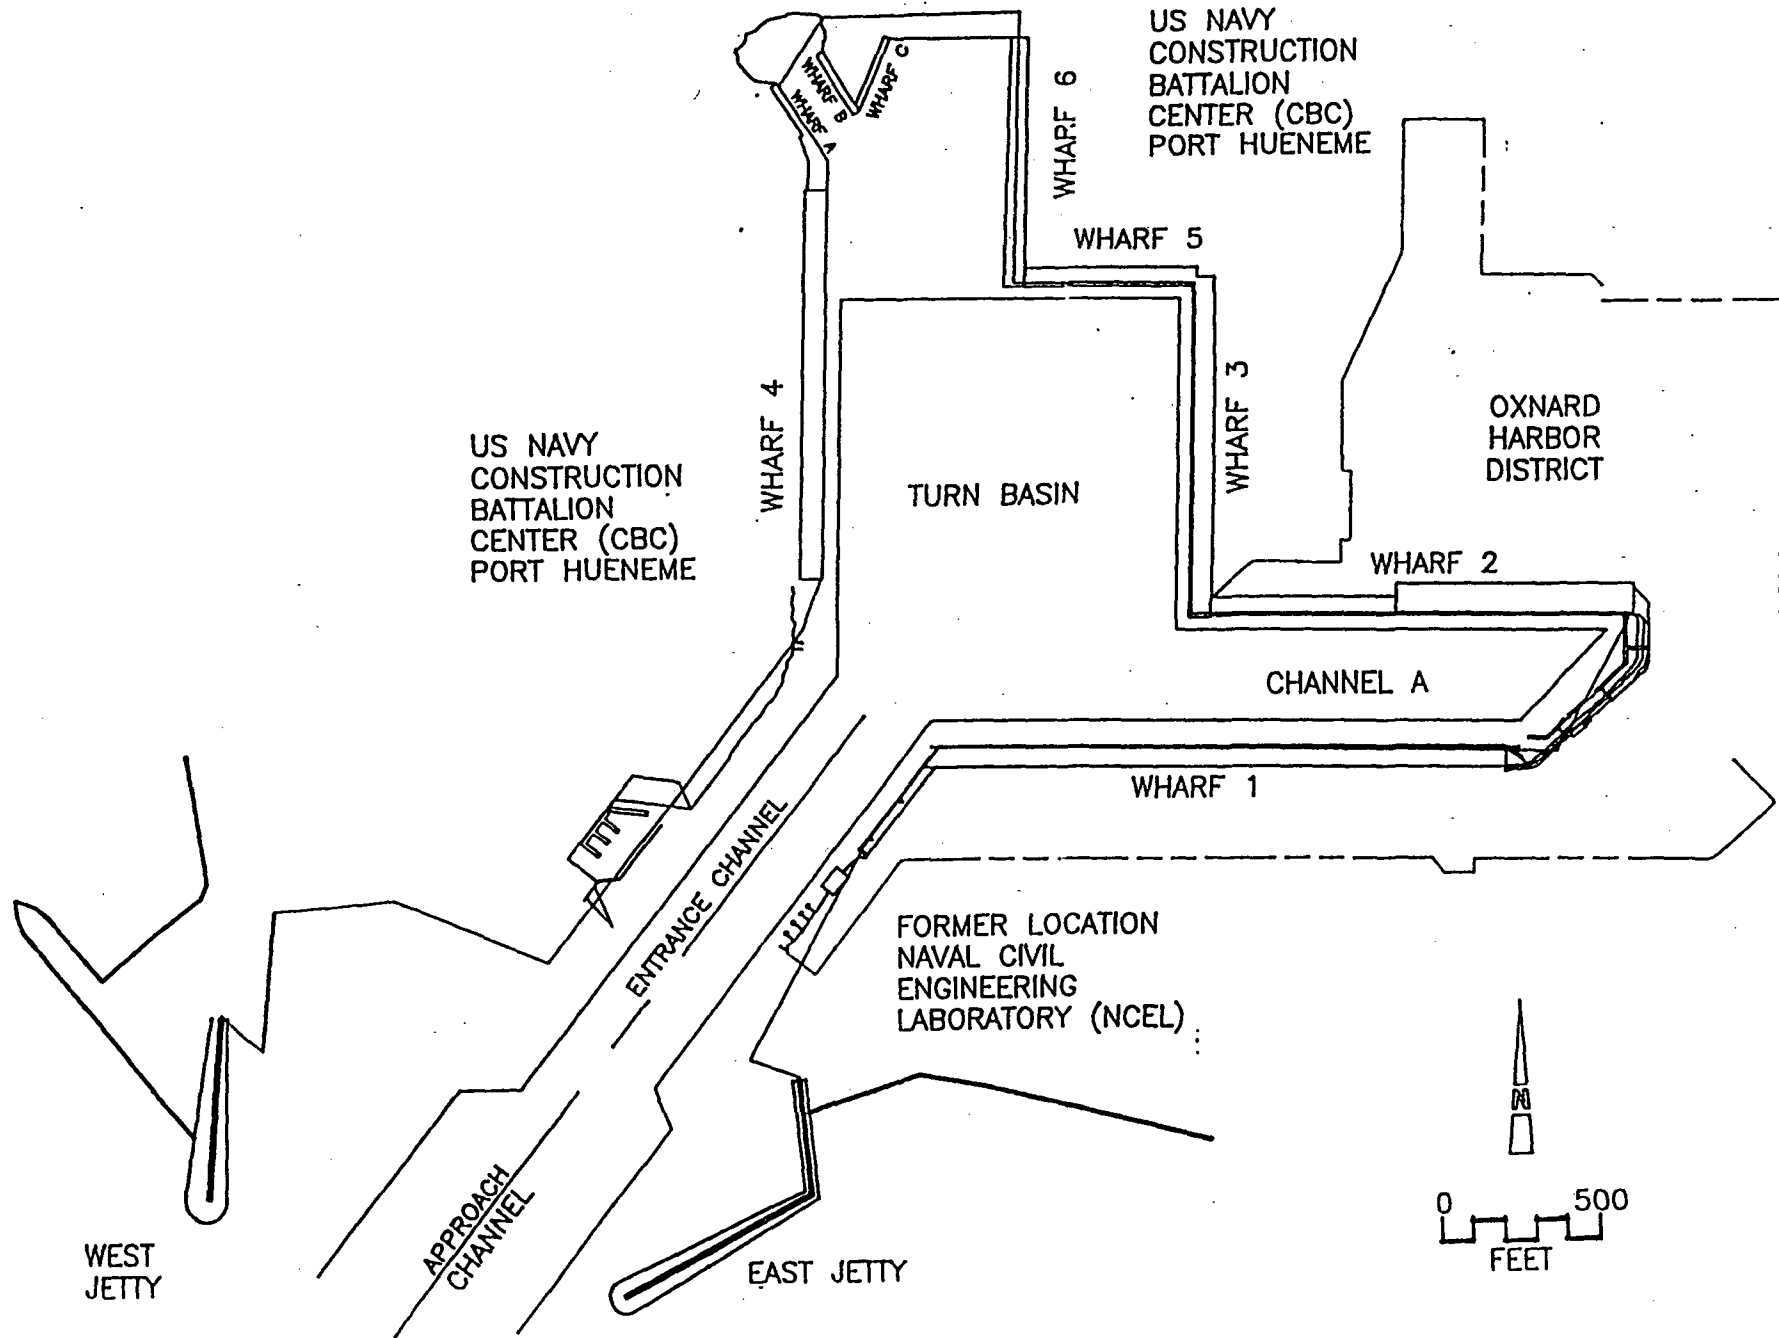 US NAVY
CONSTRUCTION
BATTALION
CENTER (CBC)
PORT HUENEME
WHARF C
WHARF B
WHARF A
WHARF 6
WHARF 5
WHARF 4
WHARF 3
OXNARD
HARBOR
DISTRICT
US NAVY
CONSTRUCTION
BATTALION
CENTER (CBC)
PORT HUENEME
TURN BASIN
WHARF 2
CHANNEL A
WHARF 1
ENTRANCE CHANNEL
FORMER LOCATION
NAVAL CIVIL
ENGINEERING
LABORATORY (NCEL)
N
APPROACH
CHANNEL
0 500
FEET
WEST
JETTY
EAST JETTY